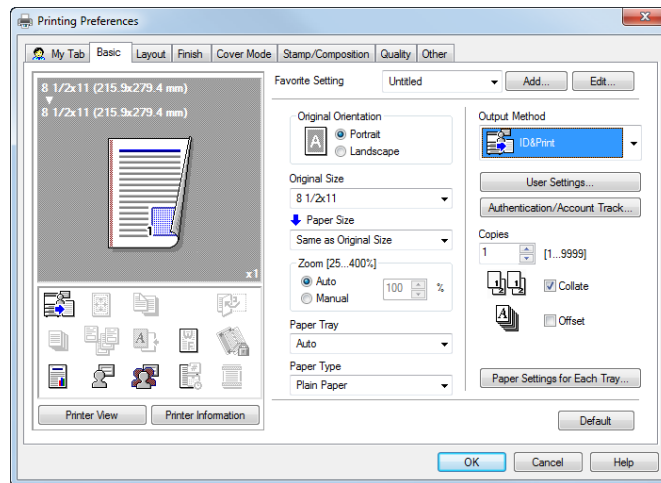 Printing Preferences
My Tab
Basic
Layout
Finish
Cover Mode
Stamp/Composition
Quality
Other
8 1/2x11 (215.9x279.4 mm)
8 1/2x11 (215.9x279.4 mm)
1
x1
Printer View
Printer Information
Favorite Setting
Untitled
Add...
Edit...
Original Orientation
A
Portrait
Landscape
Original Size
8 1/2x11
Paper Size
Same as Original Size
Zoom [25...400%]
Auto
Manual
100
%
Paper Tray
Auto
Paper Type
Plain Paper
Output Method
ID&Print
User Settings...
Authentication/Account Track...
Copies
1
[1...9999]
Collate
Offset
Paper Settings for Each Tray...
Default
OK
Cancel
Help